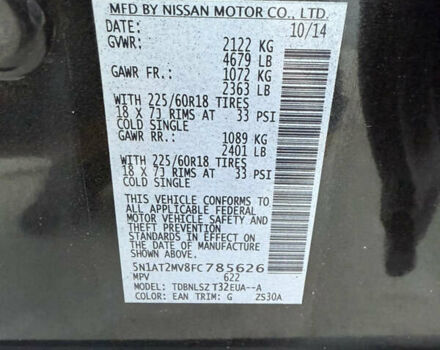 MFD BY NISSAN MOTOR CO., LTD.
DATE: 10/14
GVWR: 2122 KG
4679 LB
GAWR FR.: 1072 KG
2363 LB
WITH 225/60R18 TIRES
18 X 7J RIMS AT 33 PSI
COLD SINGLE
GAWR RR.: 1089 KG
2401 LB
WITH 225/60R18 TIRES
18 X 7J RIMS AT 33 PSI
COLD SINGLE
THIS VEHICLE CONFORMS TO
ALL APPLICABLE FEDERAL
MOTOR VEHICLE SAFETY,
BUMPER, AND THEFT PREVENTION
STANDARDS IN EFFECT ON THE
DATE OF MANUFACTURE SHOWN
ABOVE.
5N1AT2MV8FC785626
MPV 622
MODEL: TDBNLSZ T32EUA--A
COLOR: EAN TRIM: G ZS30A